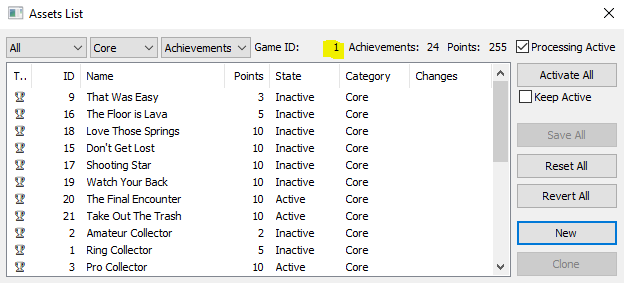 Assets List
All Core Achievements Game ID: 1 Achievements: 24 Points: 255 Processing Active
T.. ID Name Points State Category Changes Activate All
9 That Was Easy 3 Inactive Core Keep Active
16 The Floor is Lava 5 Inactive Core
18 Love Those Springs 10 Inactive Core Save All
15 Don't Get Lost 10 Inactive Core
17 Shooting Star 10 Inactive Core Reset All
19 Watch Your Back 10 Inactive Core
20 The Final Encounter 10 Active Core Revert All
21 Take Out The Trash 10 Active Core
2 Amateur Collector 2 Inactive Core New
1 Ring Collector 5 Inactive Core
3 Pro Collector 10 Active Core Clone